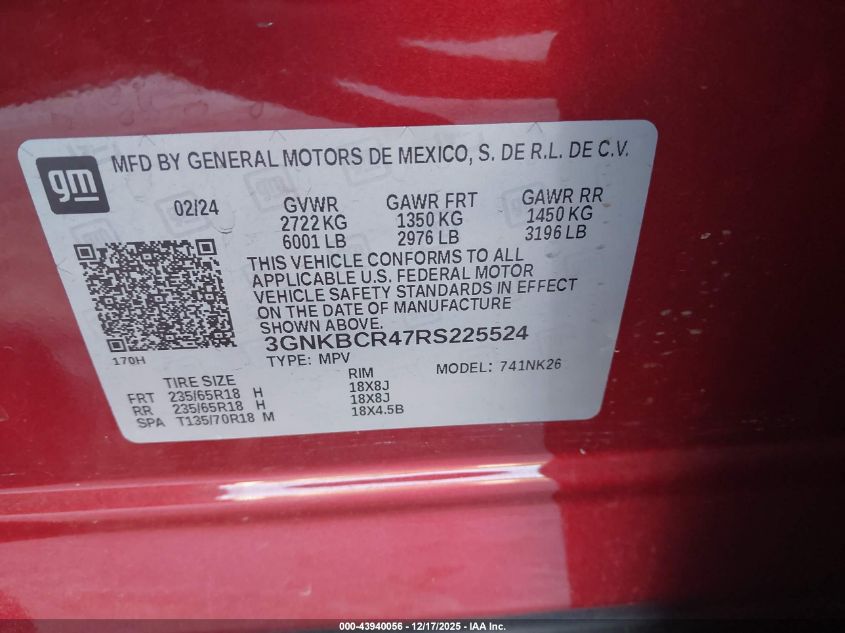 gm
MFD BY GENERAL MOTORS DE MEXICO, S. DE R.L. DE C.V.
02/24 GVWR GAWR FRT GAWR RR
2722 KG 1350 KG 1450 KG
6001 LB 2976 LB 3196 LB
THIS VEHICLE CONFORMS TO ALL
APPLICABLE U.S. FEDERAL MOTOR
VEHICLE SAFETY STANDARDS IN EFFECT
ON THE DATE OF MANUFACTURE
SHOWN ABOVE.
3GNKBCR47RS225524
170H
TYPE: MPV MODEL: 741NK26
TIRE SIZE RIM
FRT 235/65R18 H 18X8J
RR 235/65R18 H 18X8J
SPA T135/70R18 M 18X4.5B
000-43940056 - 12/17/2025 - IAA Inc.